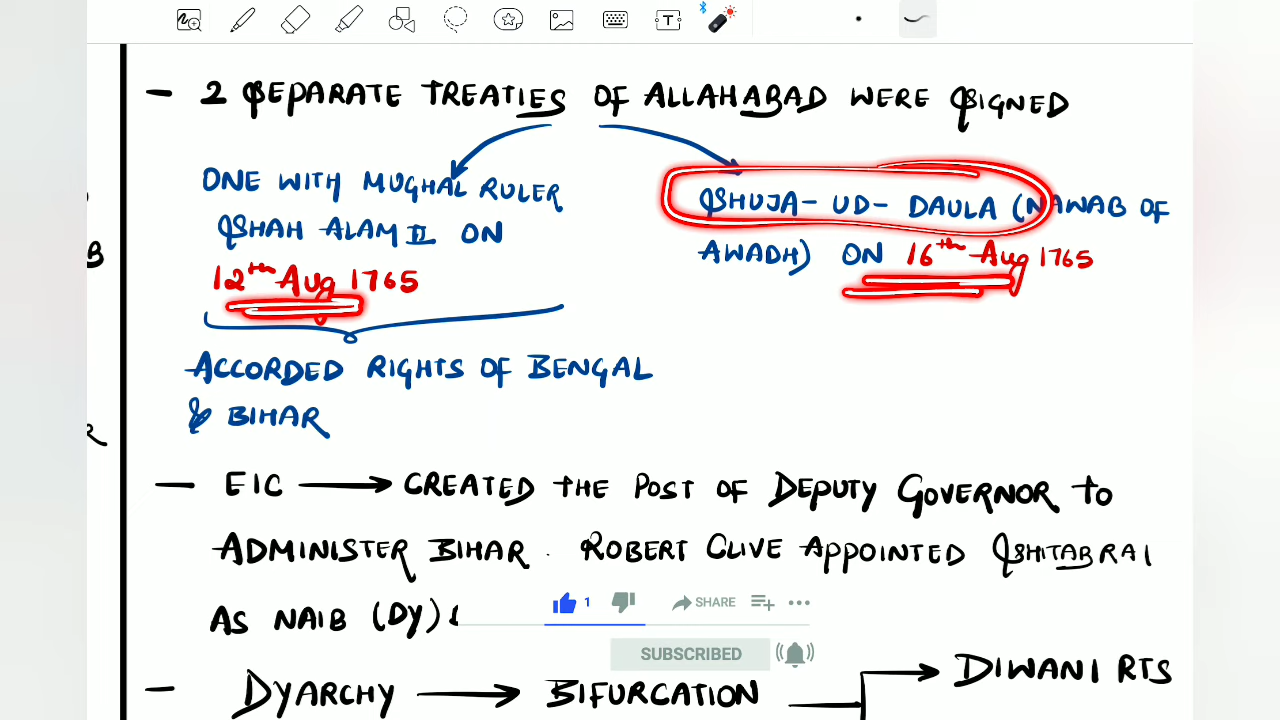 - 2 SEPARATE TREATIES OF ALLAHABAD WERE SIGNED
ONE WITH MUGHAL RULER
SHAH ALAM II ON
12th Aug 1765
SHUJA-UD-DAULA (NAWAB OF
AWADH) ON 16th Aug 1765
ACCORDED RIGHTS OF BENGAL
& BIHAR
- EIC → CREATED THE POST OF DEPUTY GOVERNOR TO
ADMINISTER BIHAR. ROBERT CLIVE APPOINTED SHITAB RAI
AS NAIB (DY)
1 SHARE
SUBSCRIBED
- DYARCHY → BIFURCATION → DIWANI RTS